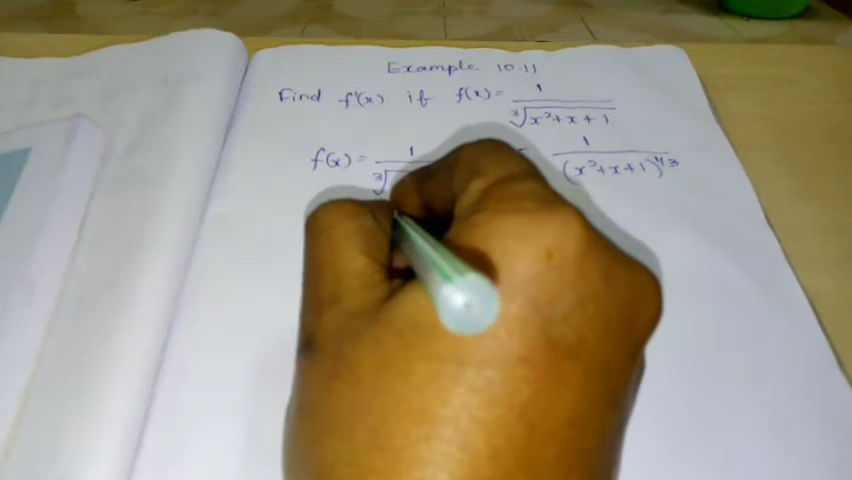 Example 10.11
Find f'(x) if f(x) = 1/∛(x²+x+1)
f(x) = 1/∛ = 1/(x²+x+1)^1/3